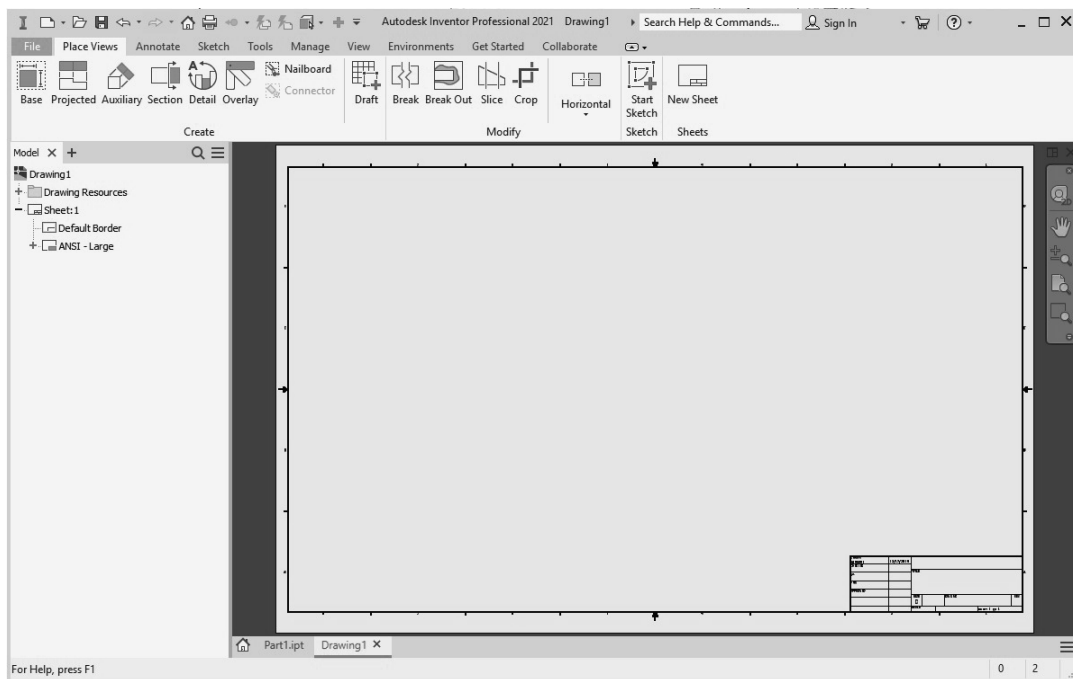 Autodesk Inventor Professional 2021 Drawing1 Search Help & Commands... Sign In
File Place Views Annotate Sketch Tools Manage View Environments Get Started Collaborate
Base Projected Auxiliary Section Detail Overlay Nailboard Connector Draft Break Break Out Slice Crop Horizontal Start Sketch New Sheet
Create Modify Sketch Sheets
Model
Drawing1
Drawing Resources
Sheet:1
Default Border
ANSI - Large
2D
Part1.ipt Drawing1
For Help, press F1 0 2